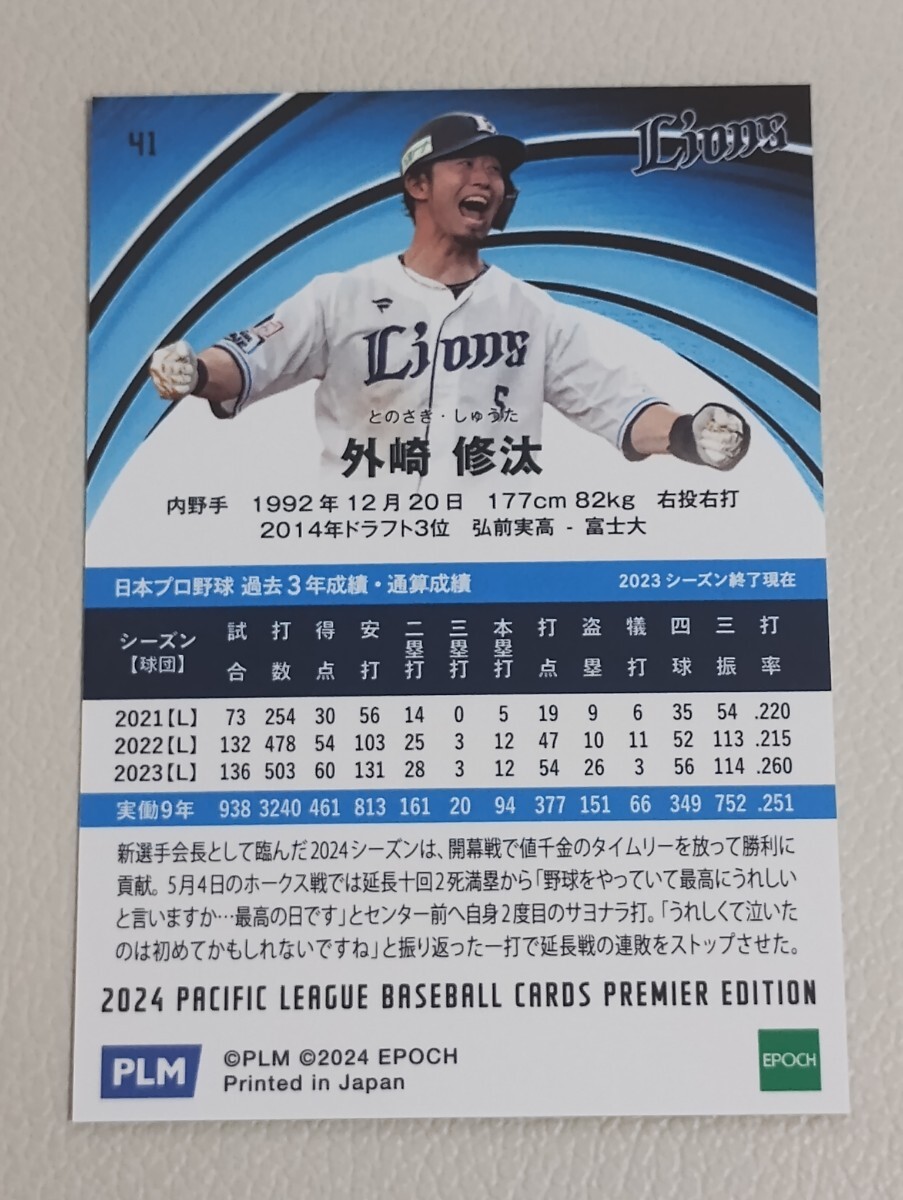 41
Lions
Lions
5
とのさき・しゅうた
外崎 修汰
内野手 1992年12月20日 177cm 82kg 右投右打
2014年ドラフト3位 弘前実高 - 富士大
日本プロ野球 過去3年成績・通算成績 2023シーズン終了現在
シーズン【球団】 試合 打数 得点 安打 二塁打 三塁打 本塁打 打点 盗塁 犠打 四球 三振 打率
2021【L】 73 254 30 56 14 0 5 19 9 6 35 54 .220
2022【L】 132 478 54 103 25 3 12 47 10 11 52 113 .215
2023【L】 136 503 60 131 28 3 12 54 26 3 56 114 .260
実働9年 938 3240 461 813 161 20 94 377 151 66 349 752 .251
新選手会長として臨んだ2024シーズンは、開幕戦で値千金のタイムリーを放って勝利に
貢献。5月4日のホークス戦では延長十回2死満塁から「野球をやっていて最高にうれしい
と言いますか…最高の日です」とセンター前へ自身2度目のサヨナラ打。「うれしくて泣いた
のは初めてかもしれないですね」と振り返った一打で延長戦の連敗をストップさせた。
2024 PACIFIC LEAGUE BASEBALL CARDS PREMIER EDITION
PLM
©PLM ©2024 EPOCH
Printed in Japan
EPOCH